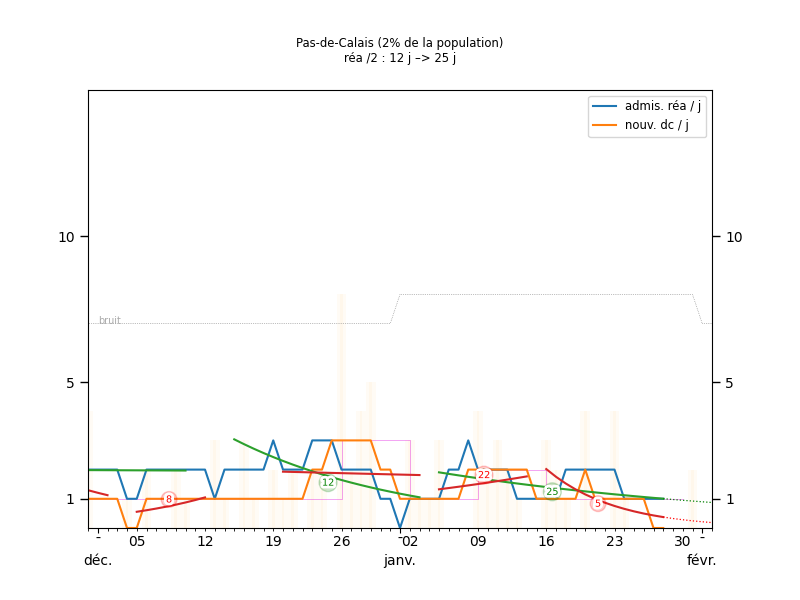 Pas-de-Calais (2% de la population)
réa /2 : 12 j –> 25 j
admis. réa / j
nouv. dc / j
10
10
bruit
5
5
12
22
25
8
5
1
1
- 05 12 19 26 -02 09 16 23 30 -
déc. janv. févr.